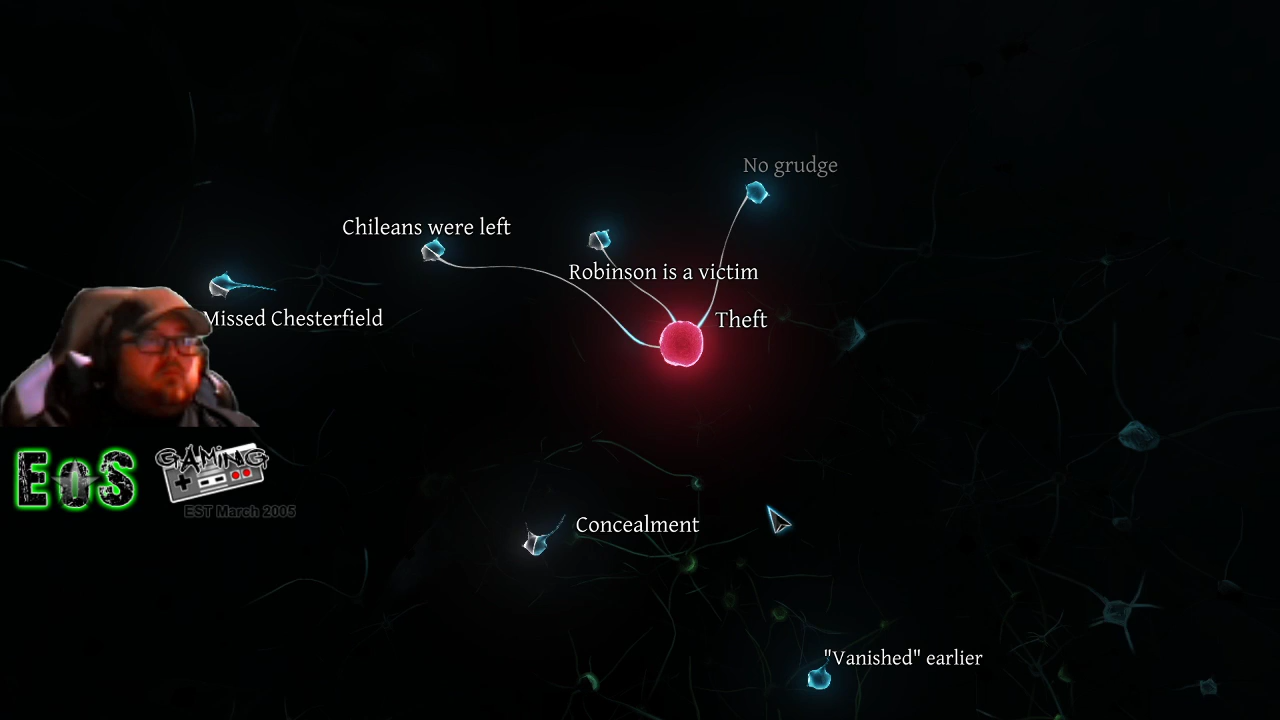 No grudge
Chileans were left
Robinson is a victim
Missed Chesterfield
Theft
EoS
GAMiNG
EST March 2005
Concealment
"Vanished" earlier